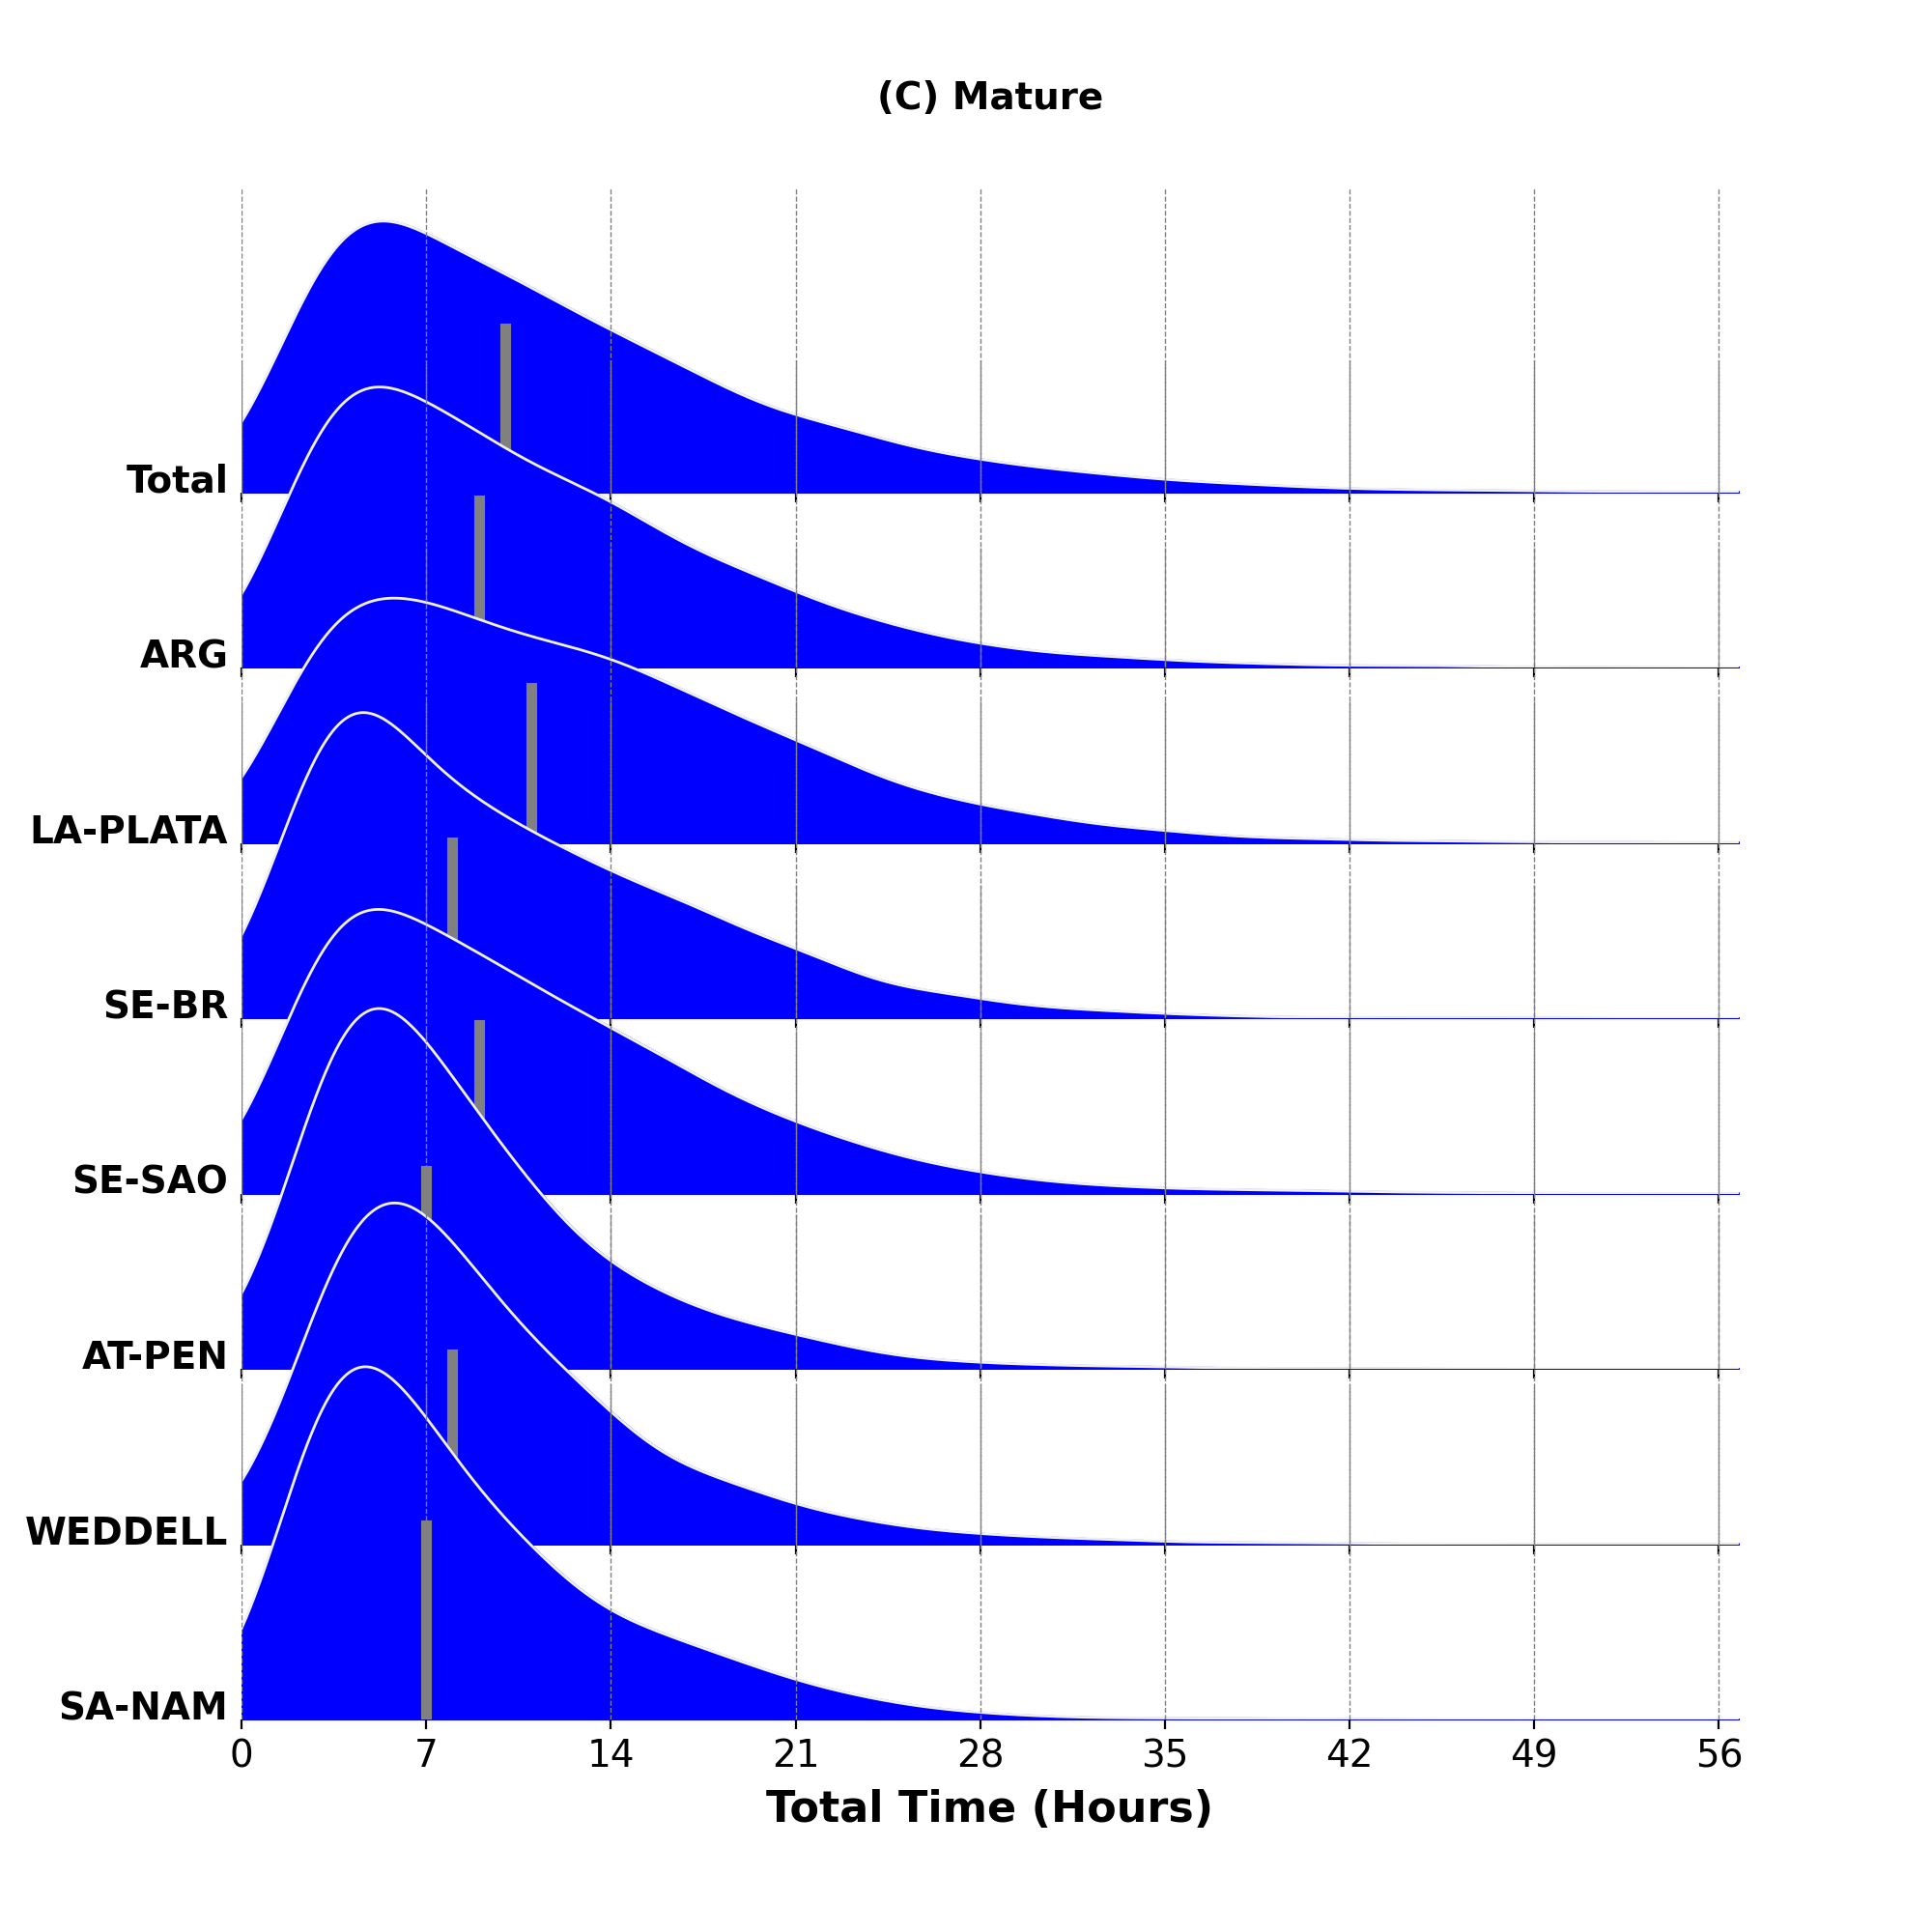 (C) Mature
Total
ARG
LA-PLATA
SE-BR
SE-SAO
AT-PEN
WEDDELL
SA-NAM
0 7 14 21 28 35 42 49 56
Total Time (Hours)